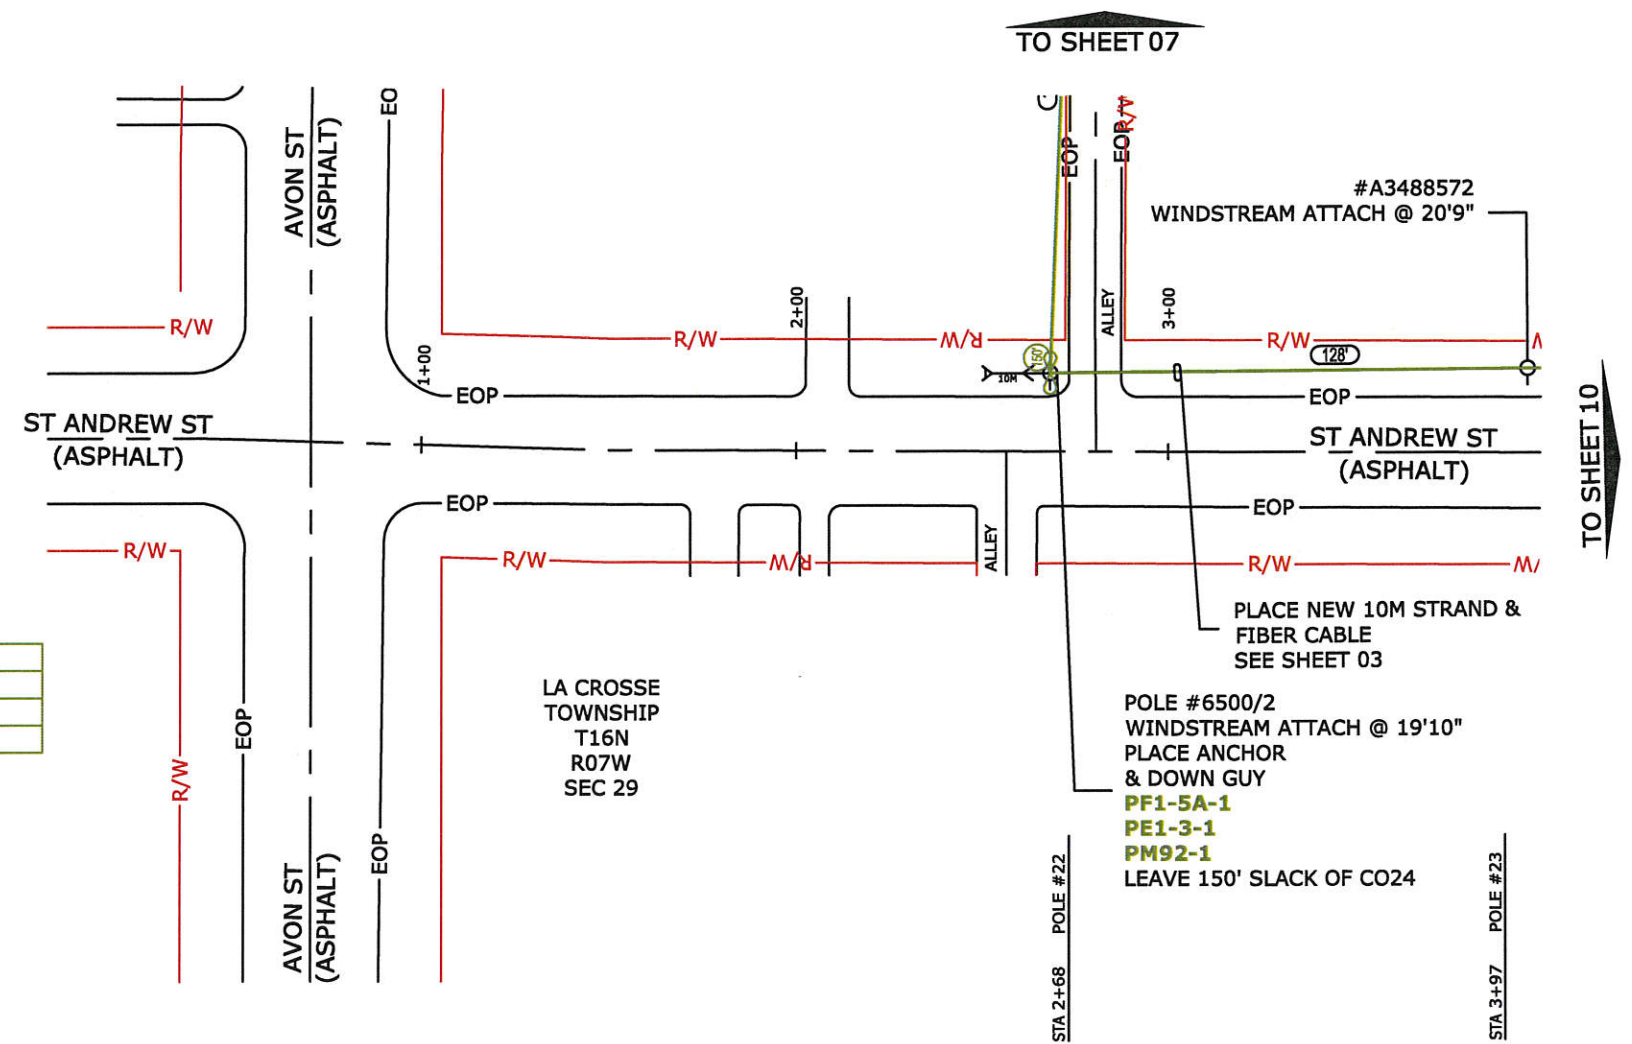 TO SHEET 07
AVON ST
(ASPHALT)
EO
EOP
EOP
R/W
#A3488572
WINDSTREAM ATTACH @ 20'9"
R/W
1+00
R/W
2+00
R/W
ALLEY
3+00
R/W
150'
10M
128'
EOP
EOP
ST ANDREW ST
(ASPHALT)
ST ANDREW ST
(ASPHALT)
TO SHEET 10
EOP
EOP
R/W
R/W
R/W
ALLEY
R/W
PLACE NEW 10M STRAND &
FIBER CABLE
SEE SHEET 03
LA CROSSE
TOWNSHIP
T16N
R07W
SEC 29
POLE #6500/2
WINDSTREAM ATTACH @ 19'10"
PLACE ANCHOR
& DOWN GUY
PF1-5A-1
PE1-3-1
PM92-1
LEAVE 150' SLACK OF CO24
EOP
R/W
EOP
AVON ST
(ASPHALT)
STA 2+68 POLE #22
STA 3+97 POLE #23